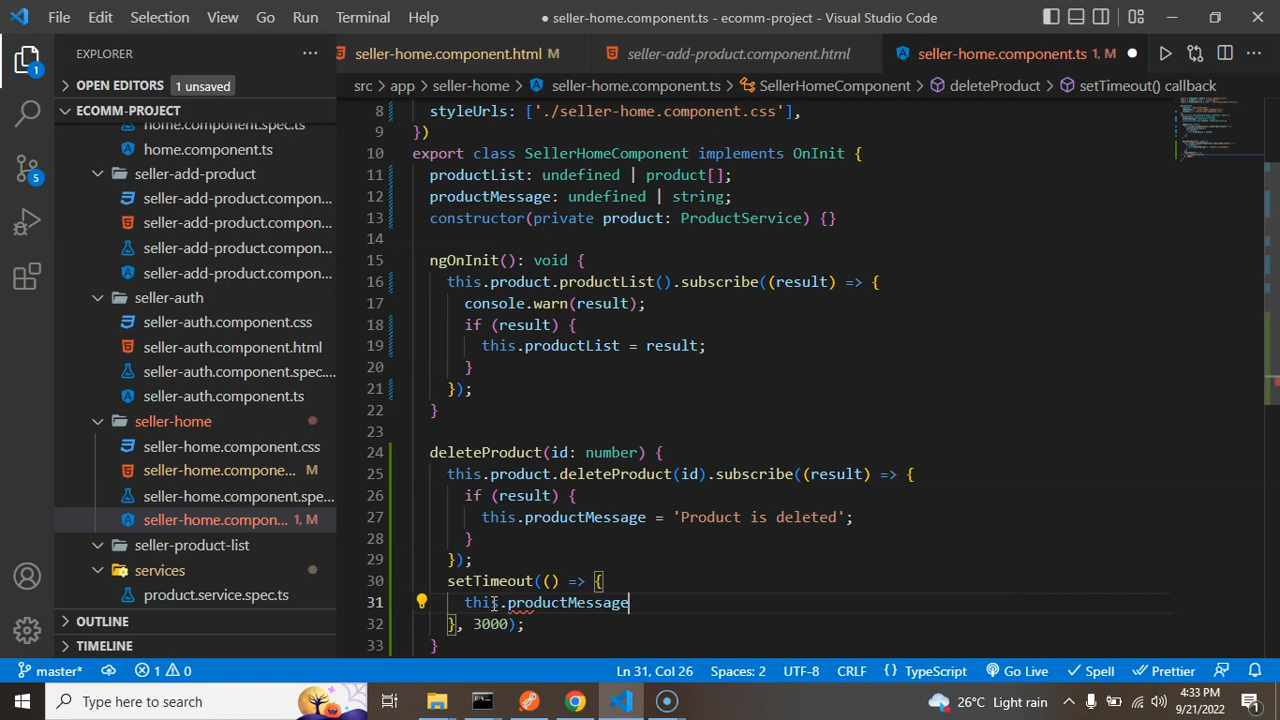 File Edit Selection View Go Run Terminal Help
seller-home.component.ts - ecomm-project - Visual Studio Code
EXPLORER
seller-home.component.html M
seller-add-product.component.html
seller-home.component.ts 1, M
OPEN EDITORS 1 unsaved
src > app > seller-home > seller-home.component.ts > SellerHomeComponent > deleteProduct > setTimeout() callback
ECOMM-PROJECT
home.component.spec.ts
home.component.ts
seller-add-product
seller-add-product.compon...
seller-add-product.compon...
seller-add-product.compon...
seller-add-product.compon...
seller-auth
seller-auth.component.css
seller-auth.component.html
seller-auth.component.spec...
seller-auth.component.ts
seller-home
seller-home.component.css
seller-home.compone... M
seller-home.component.spe...
seller-home.compon... 1, M
seller-product-list
services
product.service.spec.ts
OUTLINE
TIMELINE
8 styleUrls: ['./seller-home.component.css'],
9 })
10 export class SellerHomeComponent implements OnInit {
11 productList: undefined | product[];
12 productMessage: undefined | string;
13 constructor(private product: ProductService) {}
14
15 ngOnInit(): void {
16 this.product.productList().subscribe((result) => {
17 console.warn(result);
18 if (result) {
19 this.productList = result;
20 }
21 });
22 }
23
24 deleteProduct(id: number) {
25 this.product.deleteProduct(id).subscribe((result) => {
26 if (result) {
27 this.productMessage = 'Product is deleted';
28 }
29 });
30 setTimeout(() => {
31 this.productMessage
32 }, 3000);
33 }
1
5
master*
1 0
Ln 31, Col 26 Spaces: 2 UTF-8 CRLF TypeScript Go Live Spell Prettier
Type here to search
26°C Light rain
ENG
4:33 PM
9/21/2022
1